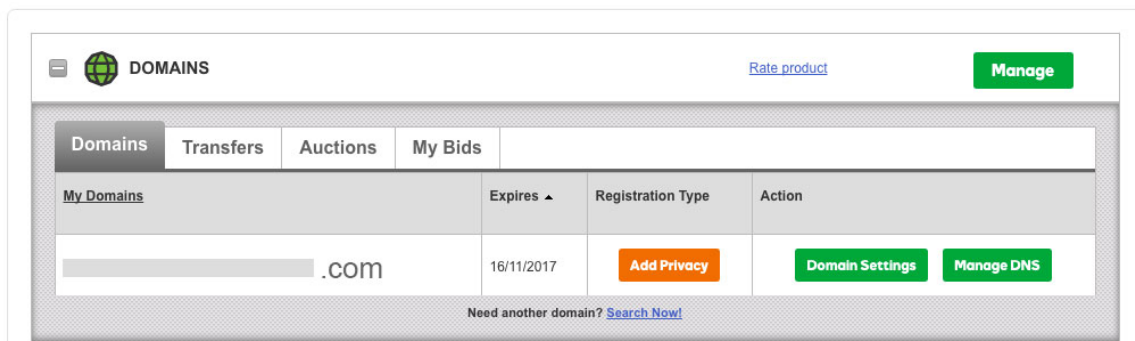 DOMAINS Rate product Manage
Domains Transfers Auctions My Bids
My Domains Expires Registration Type Action
.com 16/11/2017 Add Privacy Domain Settings Manage DNS
Need another domain? Search Now!